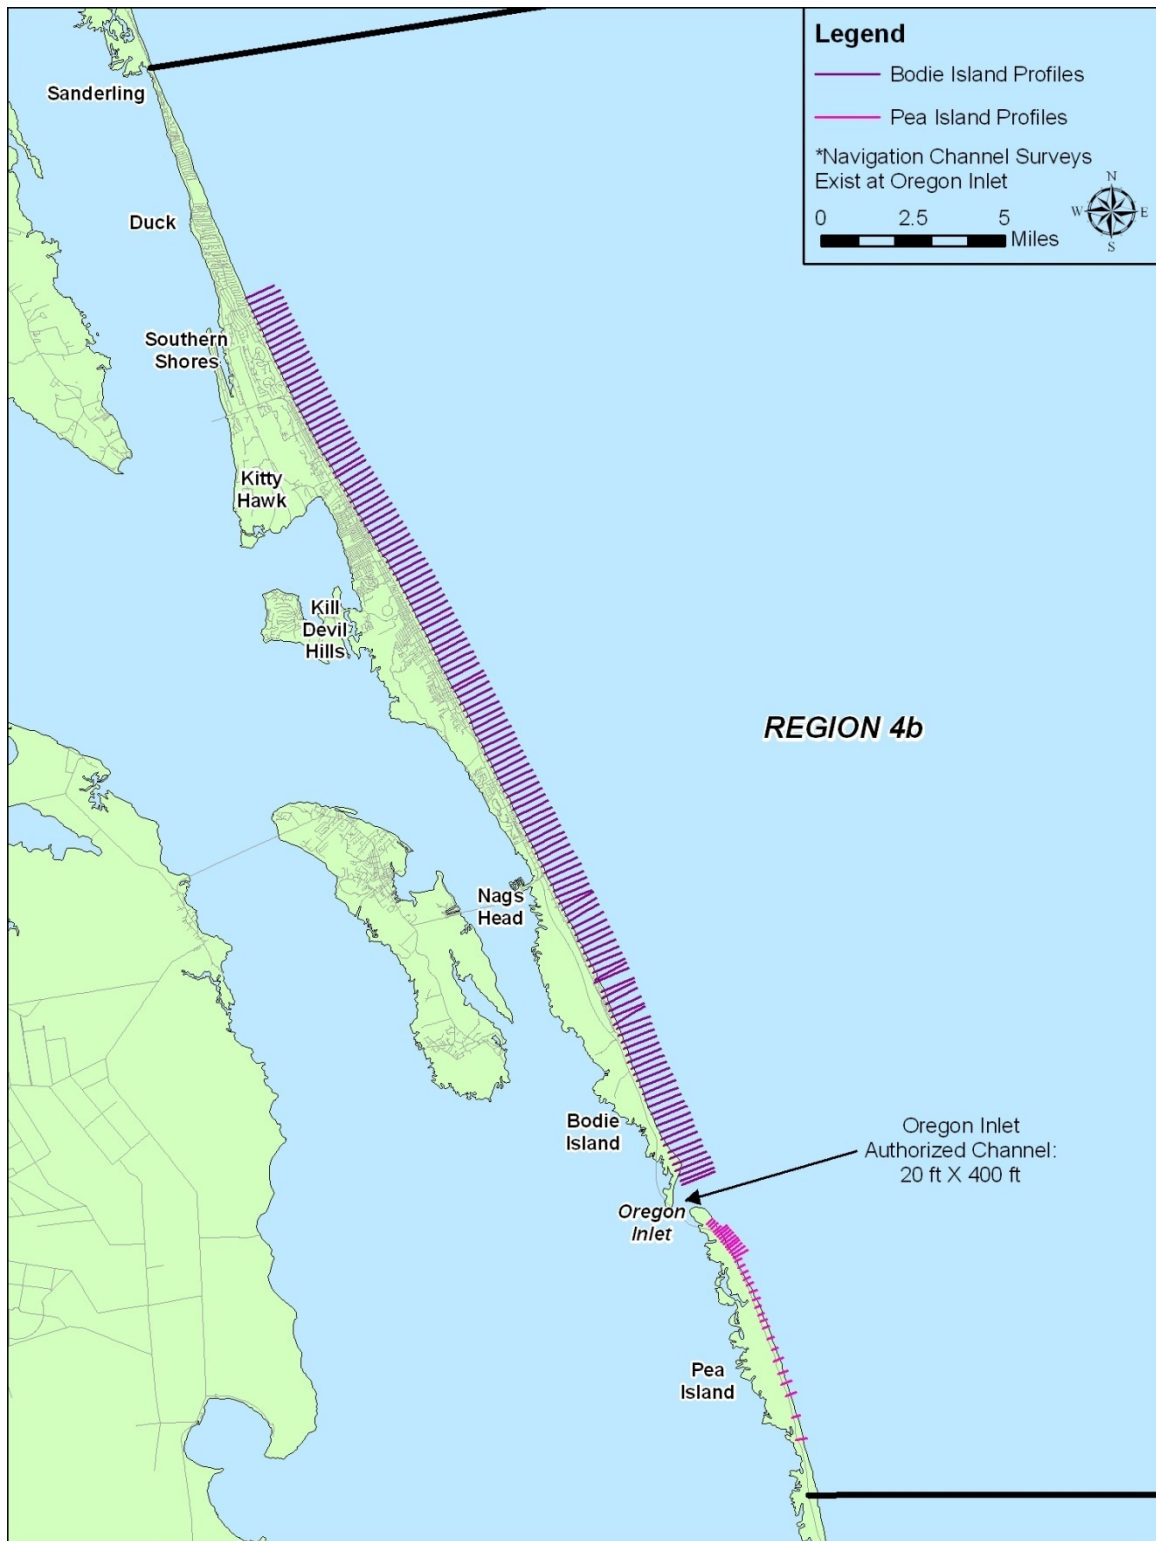 Legend
Bodie Island Profiles
Pea Island Profiles
*Navigation Channel Surveys
Exist at Oregon Inlet
N
W
E
S
0 2.5 5
Miles
Sanderling
Duck
Southern
Shores
Kitty
Hawk
Kill
Devil
Hills
REGION 4b
Nags
Head
Bodie
Island
Oregon Inlet
Authorized Channel:
20 ft X 400 ft
Oregon
Inlet
Pea
Island